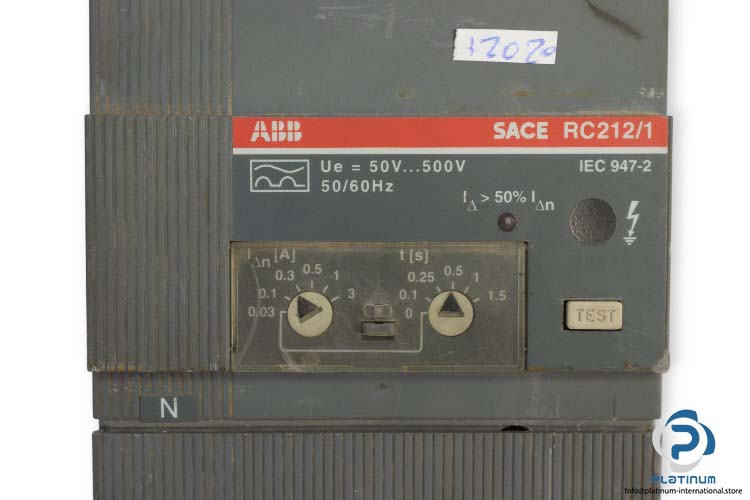 12020
ABB SACE RC212/1
Ue = 50V...500V IEC 947-2
50/60Hz
IΔ > 50% IΔn
IΔn [A] t [s]
0.03 0.1 0.3 0.5 1 3
0 0.1 0.25 0.5 1 1.5
TEST
N
PLATINUM
Info@platinum-international.store